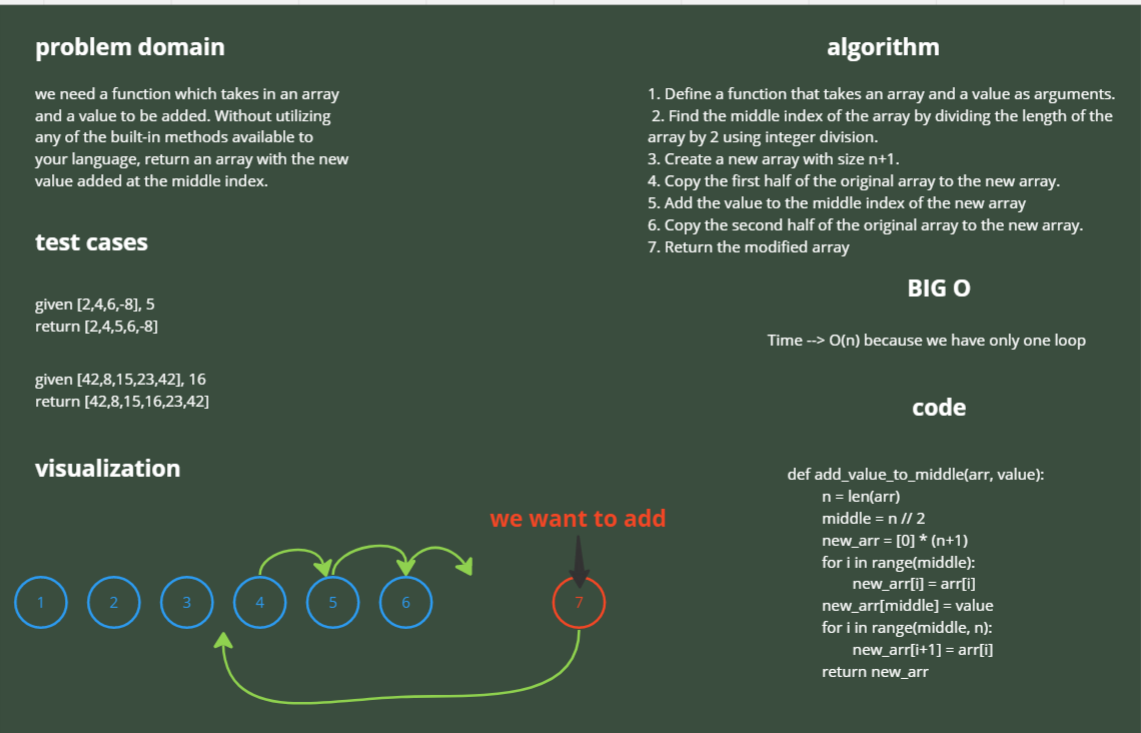 problem domain
we need a function which takes in an array
and a value to be added. Without utilizing
any of the built-in methods available to
your language, return an array with the new
value added at the middle index.
test cases
given [2,4,6,-8], 5
return [2,4,5,6,-8]
given [42,8,15,23,42], 16
return [42,8,15,16,23,42]
visualization
we want to add
1 2 3 4 5 6 7
algorithm
1. Define a function that takes an array and a value as arguments.
2. Find the middle index of the array by dividing the length of the
array by 2 using integer division.
3. Create a new array with size n+1.
4. Copy the first half of the original array to the new array.
5. Add the value to the middle index of the new array
6. Copy the second half of the original array to the new array.
7. Return the modified array
BIG O
Time --> O(n) because we have only one loop
code
def add_value_to_middle(arr, value):
n = len(arr)
middle = n // 2
new_arr = [0] * (n+1)
for i in range(middle):
new_arr[i] = arr[i]
new_arr[middle] = value
for i in range(middle, n):
new_arr[i+1] = arr[i]
return new_arr